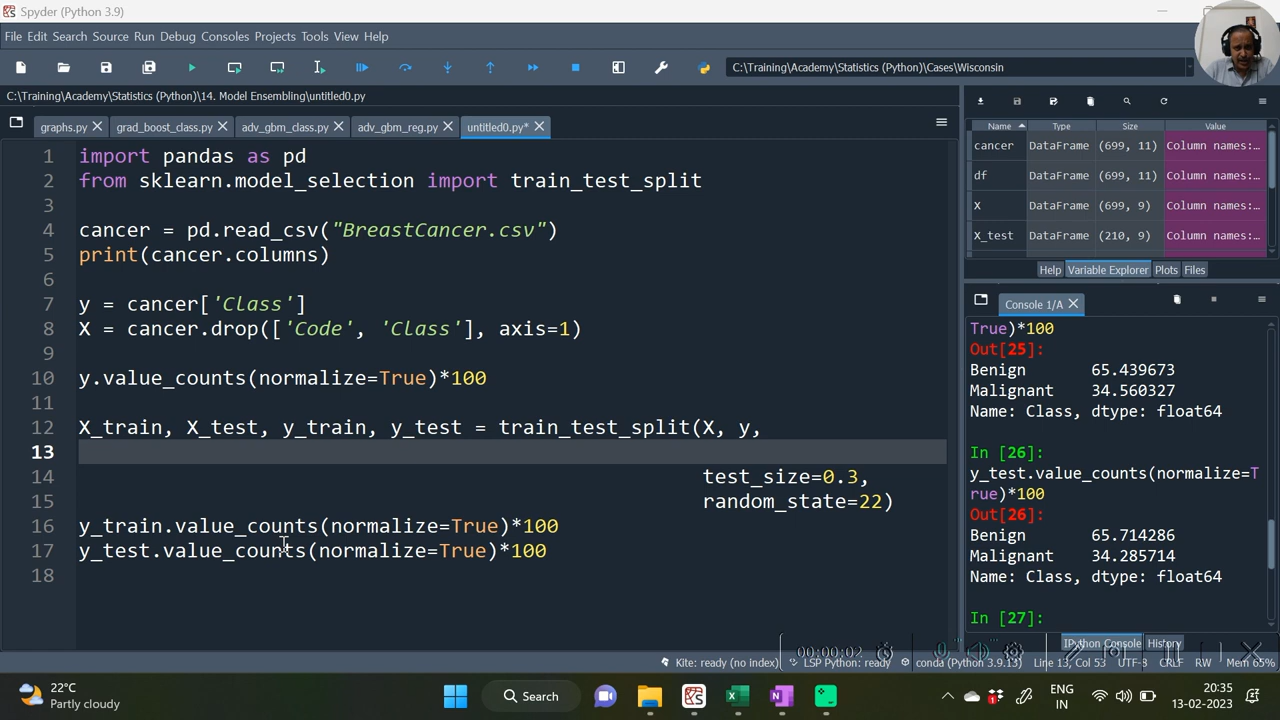 Spyder (Python 3.9)
File Edit Search Source Run Debug Consoles Projects Tools View Help
C:\Training\Academy\Statistics (Python)\Cases\Wisconsin
C:\Training\Academy\Statistics (Python)\14. Model Ensembling\untitled0.py
graphs.py grad_boost_class.py adv_gbm_class.py adv_gbm_reg.py untitled0.py*
1 import pandas as pd
2 from sklearn.model_selection import train_test_split
3
4 cancer = pd.read_csv("BreastCancer.csv")
5 print(cancer.columns)
6
7 y = cancer['Class']
8 X = cancer.drop(['Code', 'Class'], axis=1)
9
10 y.value_counts(normalize=True)*100
11
12 X_train, X_test, y_train, y_test = train_test_split(X, y,
13
14 test_size=0.3,
15 random_state=22)
16 y_train.value_counts(normalize=True)*100
17 y_test.value_counts(normalize=True)*100
18
Name Type Size Value
cancer DataFrame (699, 11) Column names:…
df DataFrame (699, 11) Column names:…
X DataFrame (699, 9) Column names:…
X_test DataFrame (210, 9) Column names:…
Help Variable Explorer Plots Files
Console 1/A
True)*100
Out[25]:
Benign 65.439673
Malignant 34.560327
Name: Class, dtype: float64
In [26]:
y_test.value_counts(normalize=T
rue)*100
Out[26]:
Benign 65.714286
Malignant 34.285714
Name: Class, dtype: float64
In [27]:
IPython Console History
00:00:02
Kite: ready (no index) LSP Python: ready conda (Python 3.9.13) Line 13, Col 53 UTF-8 CRLF RW Mem 65%
22°C
Partly cloudy
Search
ENG
IN
20:35
13-02-2023